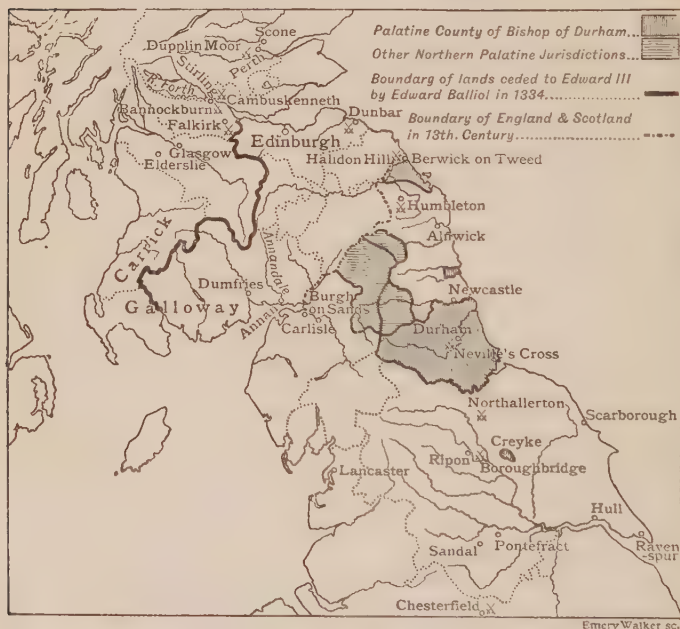 Palatine County of Bishop of Durham...
Other Northern Palatine Jurisdictions...
Boundary of lands ceded to Edward III
by Edward Balliol in 1334
Boundary of England & Scotland
in 13th. Century
Scone
Dupplin Moor
Perth
Stirling
Forth
Cambuskenneth
Bannockburn
Falkirk
Dunbar
Edinburgh
Glasgow
Elderslie
Halidon Hill
Berwick on Tweed
Humbleton
Alnwick
Carrick
Annandale
Dumfries
Galloway
Annan
Burgh
on Sands
Carlisle
Newcastle
Durham
Neville's Cross
Northallerton
Scarborough
Creyke
Ripon
Boroughbridge
Lancaster
Hull
Raven
-spur
Sandal
Pontefract
Chesterfield
Emery Walker sc.